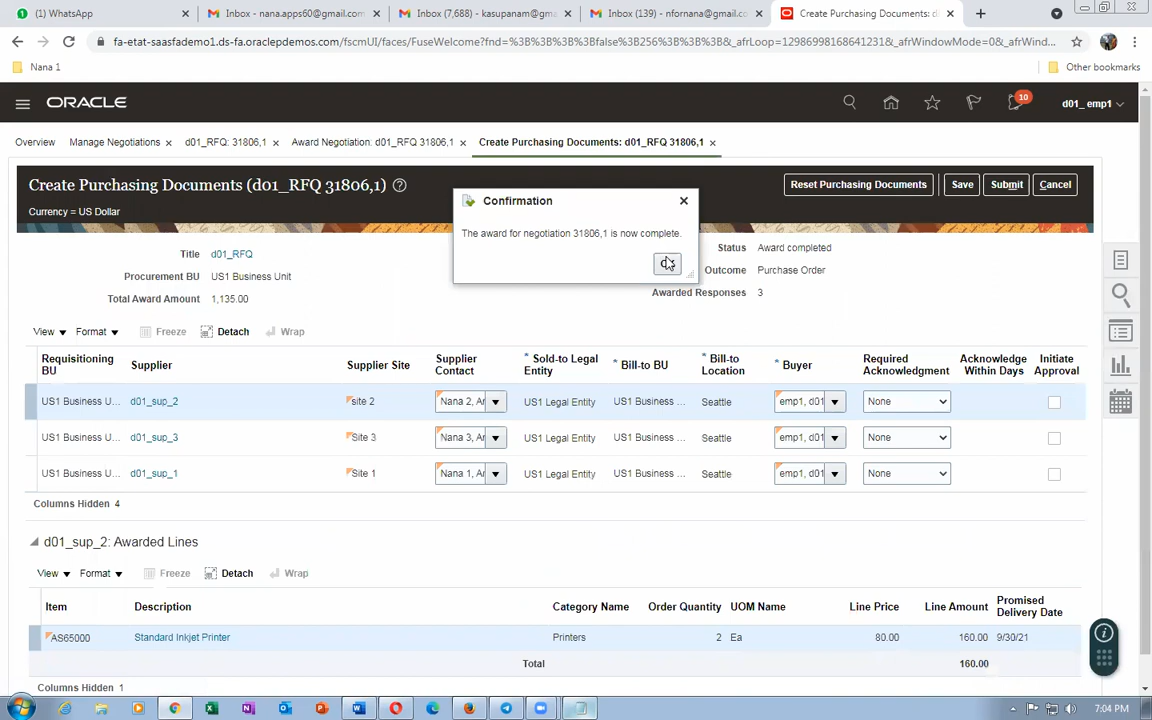 (1) WhatsApp
Inbox - nana.apps60@gmail.com
Inbox (7,688) - kasupanam@gma
Inbox (139) - nfornana@gmail.co
Create Purchasing Documents: d
fa-etat-saasfademo1.ds-fa.oraclepdemos.com/fscmUI/faces/FuseWelcome?fnd=%3B%3B%3B%3Bfalse%3B256%3B%3B%3B&_afrLoop=12986998168641231&_afrWindowMode=0&_afrWind...
Nana 1
Other bookmarks
ORACLE
10
d01_ emp1
Overview
Manage Negotiations
d01_RFQ: 31806,1
Award Negotiation: d01_RFQ 31806,1
Create Purchasing Documents: d01_RFQ 31806,1
Create Purchasing Documents (d01_RFQ 31806,1)
Reset Purchasing Documents
Save
Submit
Cancel
Currency = US Dollar
Confirmation
The award for negotiation 31806,1 is now complete.
Title d01_RFQ
Procurement BU US1 Business Unit
Total Award Amount 1,135.00
Status Award completed
Outcome Purchase Order
Awarded Responses 3
View Format Freeze Detach Wrap
Requisitioning BU
Supplier
Supplier Site
Supplier Contact
* Sold-to Legal Entity
* Bill-to BU
* Bill-to Location
* Buyer
Required Acknowledgment
Acknowledge Within Days
Initiate Approval
US1 Business U... d01_sup_2 site 2 Nana 2, Ar US1 Legal Entity US1 Business ... Seattle emp1, d01 None
US1 Business U... d01_sup_3 Site 3 Nana 3, Ar US1 Legal Entity US1 Business ... Seattle emp1, d01 None
US1 Business U... d01_sup_1 Site 1 Nana 1, Ar US1 Legal Entity US1 Business ... Seattle emp1, d01 None
Columns Hidden 4
d01_sup_2: Awarded Lines
View Format Freeze Detach Wrap
Item Description Category Name Order Quantity UOM Name Line Price Line Amount Promised Delivery Date
AS65000 Standard Inkjet Printer Printers 2 Ea 80.00 160.00 9/30/21
Total 160.00
Columns Hidden 1
7:04 PM